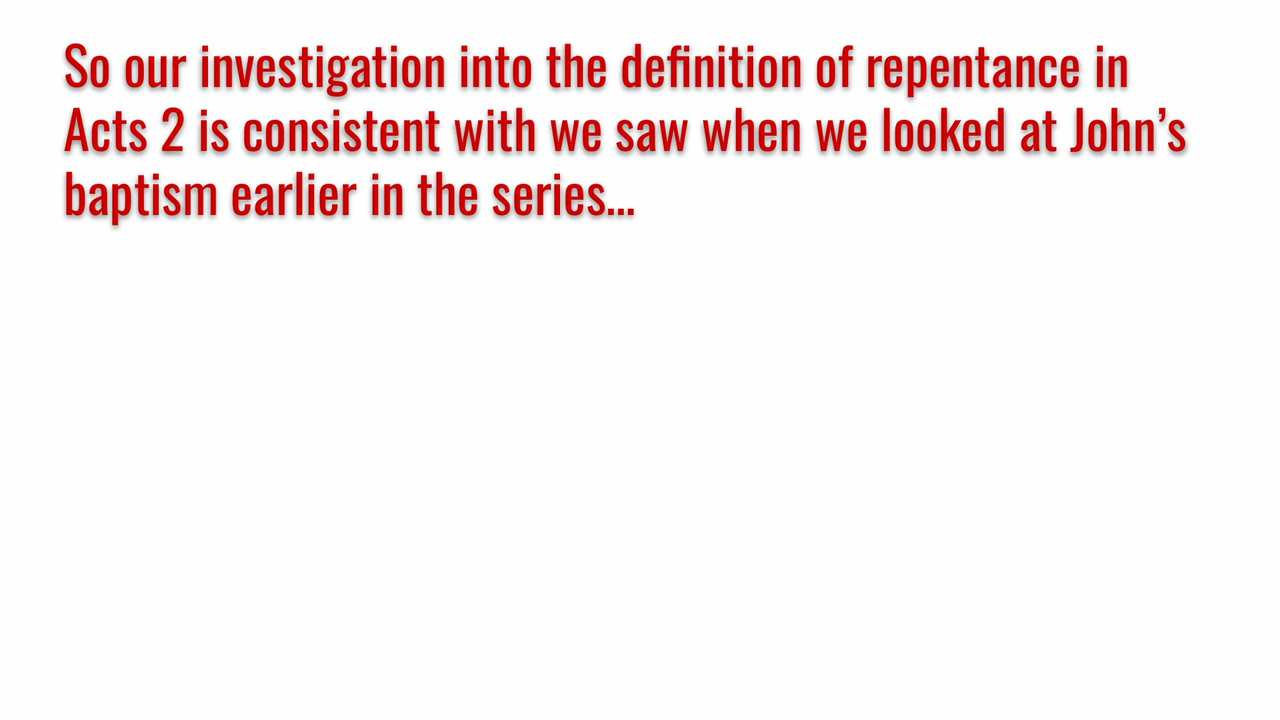 So our investigation into the definition of repentance in
Acts 2 is consistent with we saw when we looked at John’s
baptism earlier in the series...